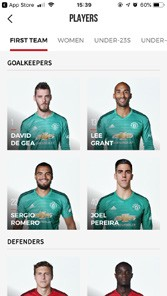 App Store
15:39
PLAYERS
FIRST TEAM WOMEN UNDER-23S UNDER-
GOALKEEPERS
DAVID
DE GEA
LEE
GRANT
SERGIO
ROMERO
JOEL
PEREIRA
DEFENDERS